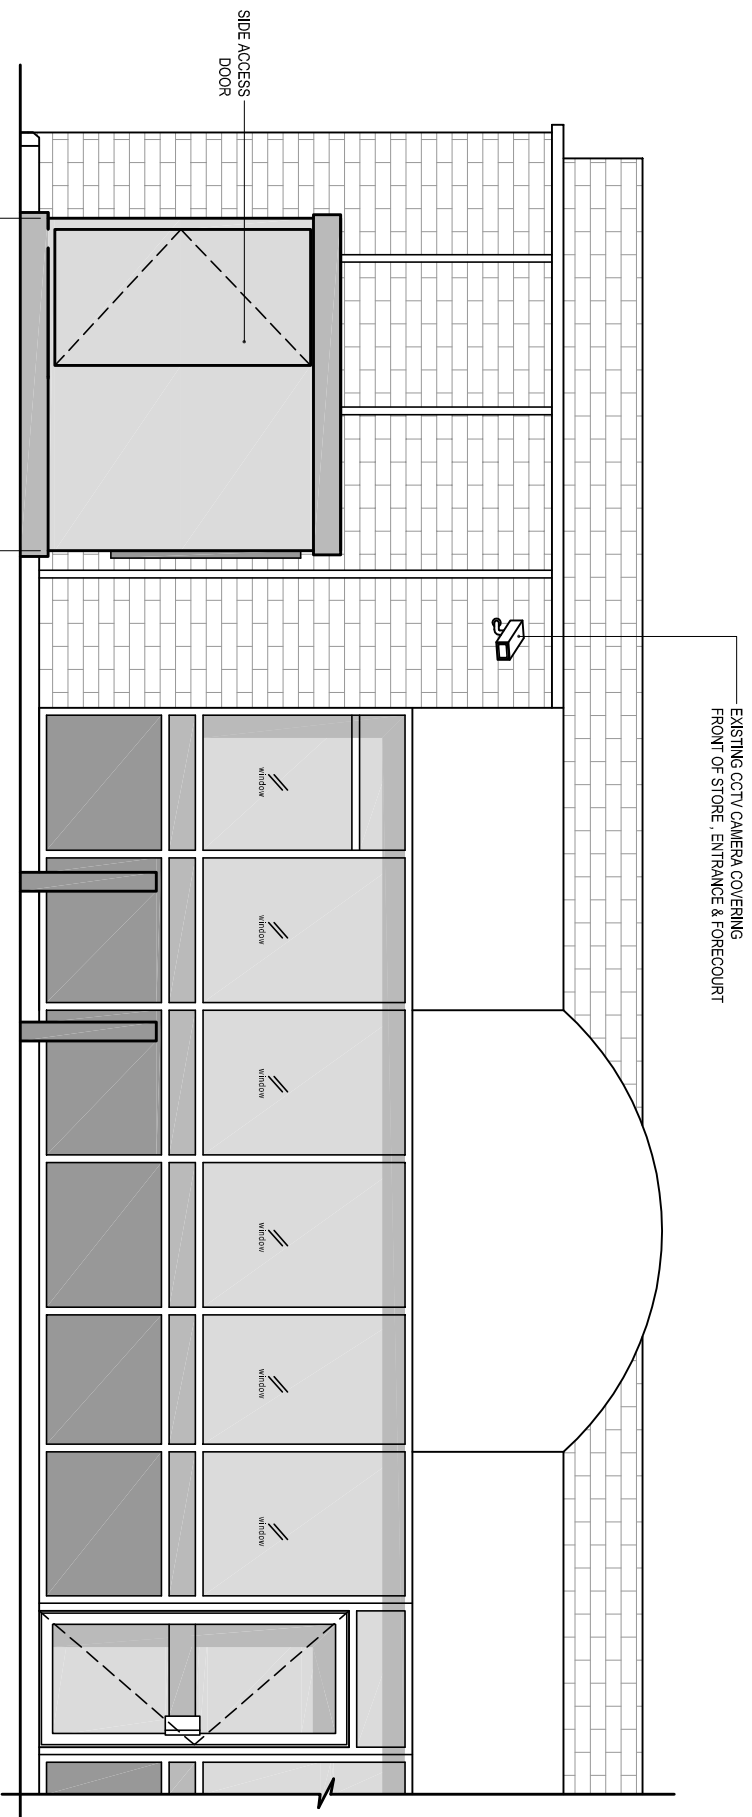 SIDE ACCESS
DOOR
EXISTING CCTV CAMERA COVERING
FRONT OF STORE , ENTRANCE & FORECOURT
window
window
window
window
window
window